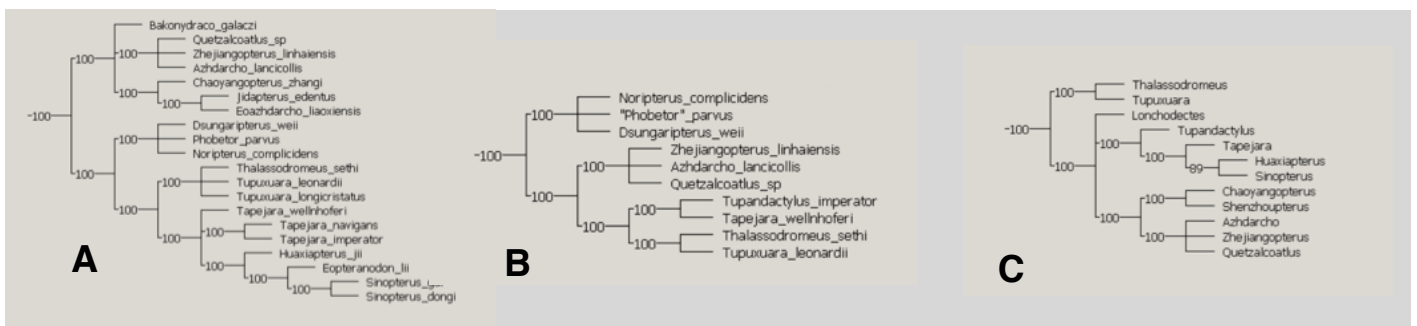 Bakonydraco_galaczi
Quetzalcoatlus_sp
100 Zhejiangopterus_linhaiensis
100
Azhdarcho_lancicollis
Chaoyangopterus_zhangi
100
Jidapterus_edentus
100
Eoazhdarcho_liaoxiensis
-100
Dsungaripterus_weii
100 Phobetor_parvus
Noripterus_complicidens
Thalassodromeus_sethi
100
100 Tupuxuara_leonardii
Tupuxuara_longicristatus
100 Tapejara_wellnhoferi
Tapejara_navigans
100
100 Tapejara_imperator
Huaxiapterus_jii
100
Eopteranodon_lii
100
100
Sinopterus_dongi
A
Noripterus_complicidens
100 "Phobetor"_parvus
Dsungaripterus_weii
Zhejiangopterus_linhaiensis
-100
100 Azhdarcho_lancicollis
Quetzalcoatlus_sp
100
Tupandactylus_imperator
100
Tapejara_wellnhoferi
100
Thalassodromeus_sethi
100
Tupuxuara_leonardii
B
Thalassodromeus
100
Tupuxuara
Lonchodectes
-100
Tupandactylus
100
Tapejara
100
Huaxiapterus
100
89
Sinopterus
Chaoyangopterus
100
Shenzhoupterus
100
Azhdarcho
100 Zhejiangopterus
Quetzalcoatlus
C